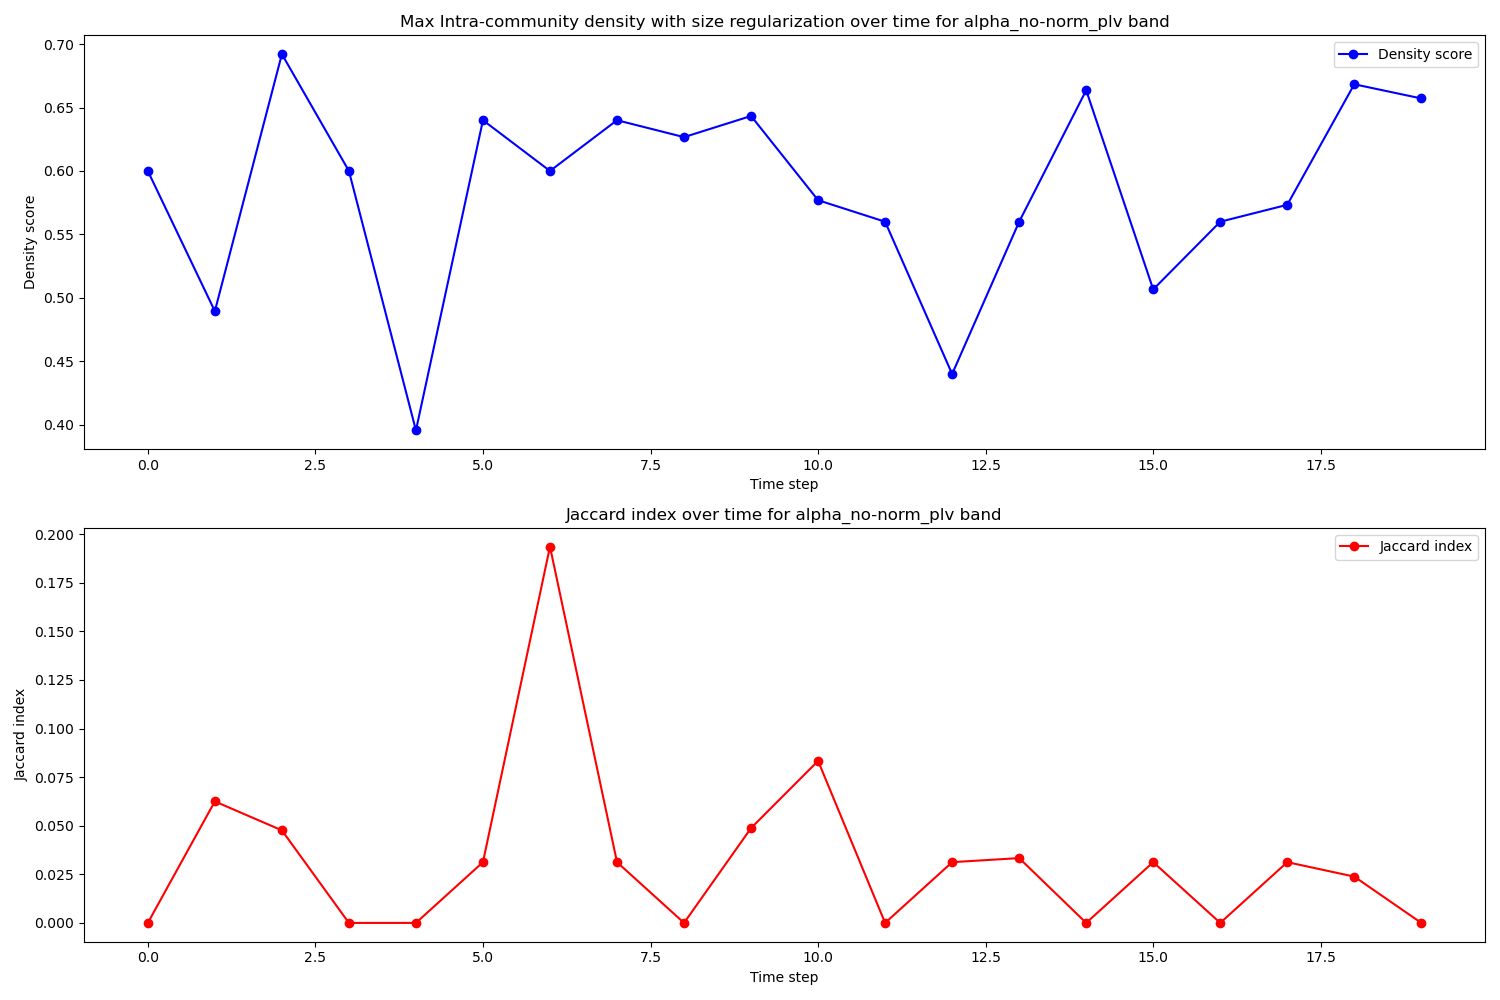 Max Intra-community density with size regularization over time for alpha_no-norm_plv band
Density score
0.70
0.65
0.60
0.55
0.50
0.45
0.40
Density score
0.0 2.5 5.0 7.5 10.0 12.5 15.0 17.5
Time step
Jaccard index over time for alpha_no-norm_plv band
Jaccard index
0.200
0.175
0.150
0.125
0.100
0.075
0.050
0.025
0.000
Jaccard index
0.0 2.5 5.0 7.5 10.0 12.5 15.0 17.5
Time step